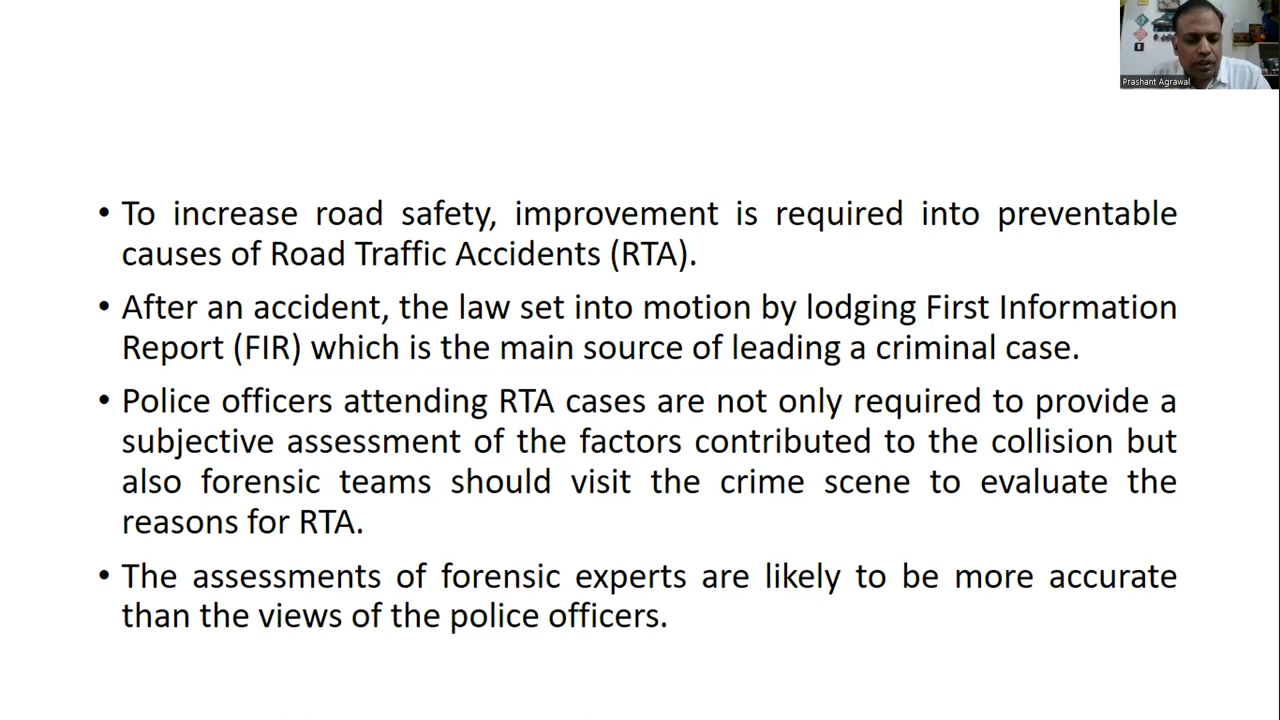 Prashant Agrawal
• To increase road safety, improvement is required into preventable
causes of Road Traffic Accidents (RTA).
• After an accident, the law set into motion by lodging First Information
Report (FIR) which is the main source of leading a criminal case.
• Police officers attending RTA cases are not only required to provide a
subjective assessment of the factors contributed to the collision but
also forensic teams should visit the crime scene to evaluate the
reasons for RTA.
• The assessments of forensic experts are likely to be more accurate
than the views of the police officers.